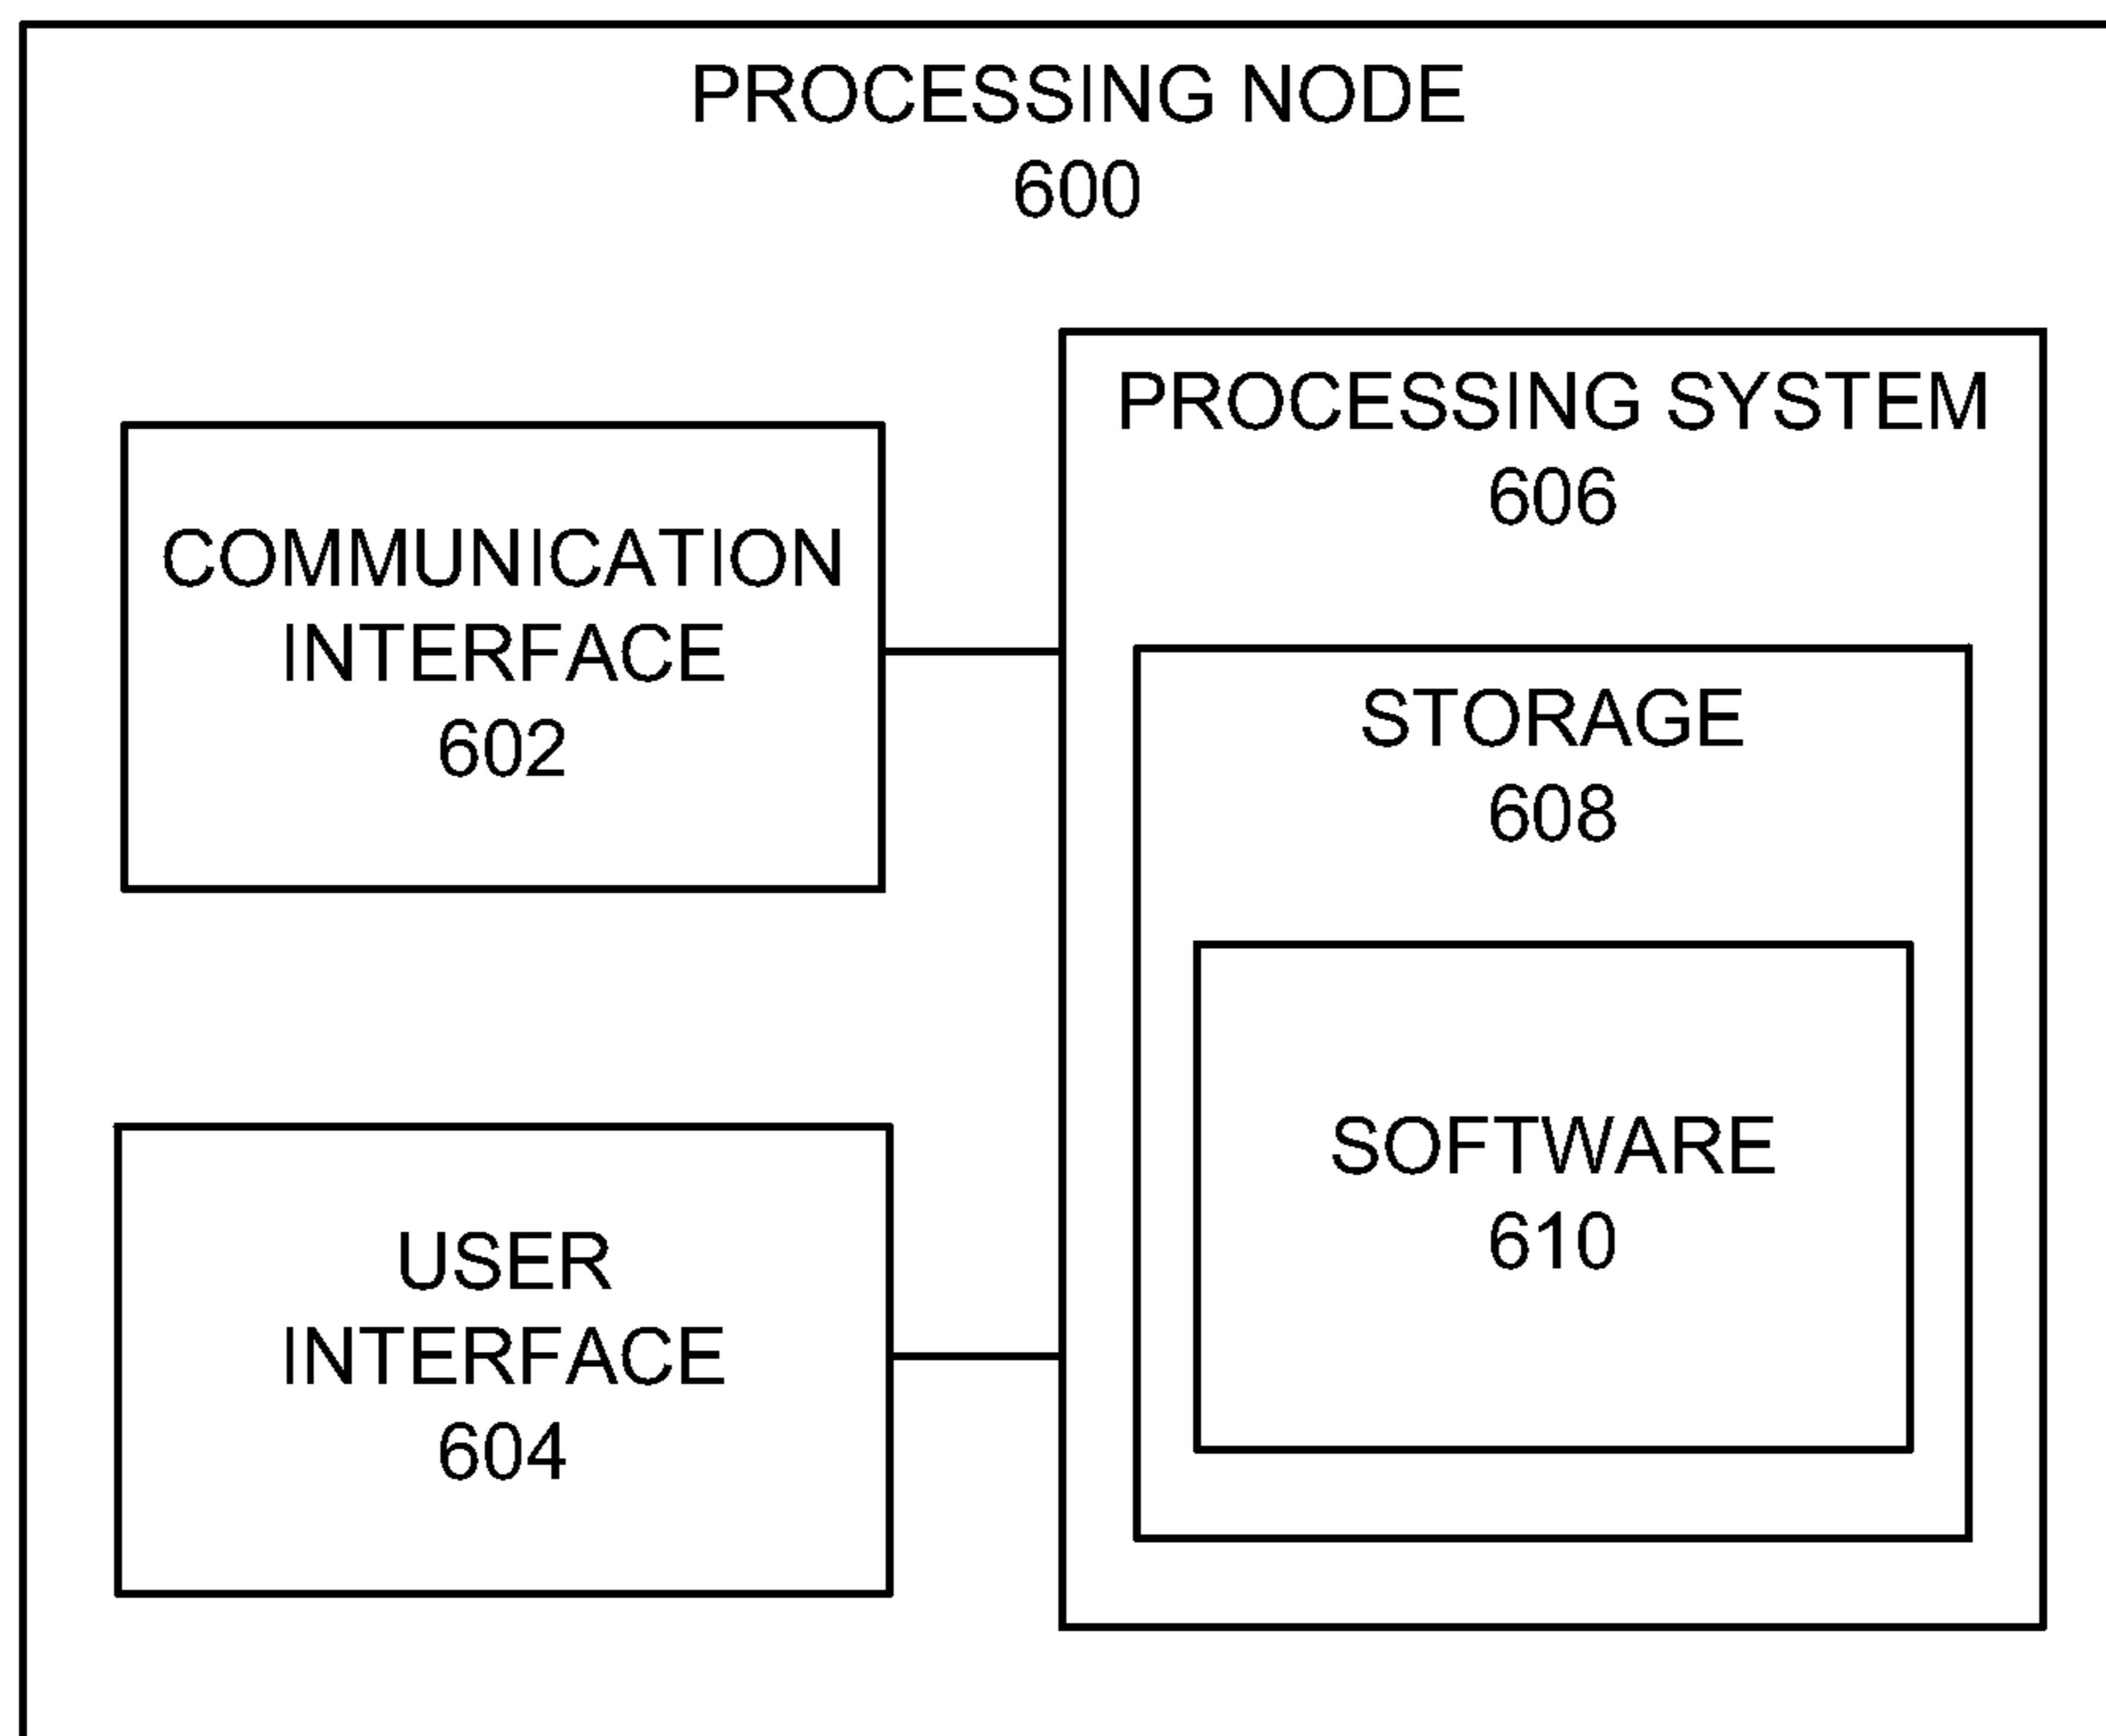 PROCESSING NODE
600
PROCESSING SYSTEM
606
COMMUNICATION
INTERFACE
602
STORAGE
608
SOFTWARE
610
USER
INTERFACE
604